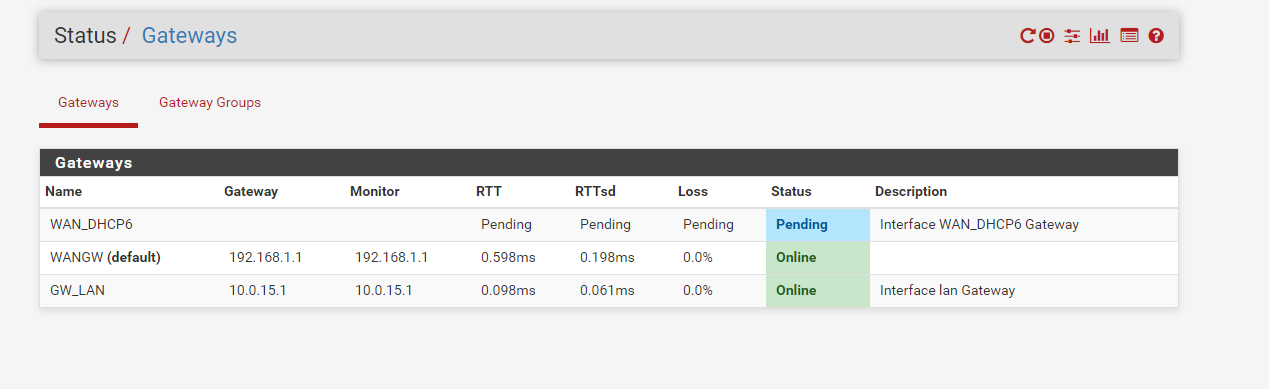 Status / Gateways
Gateways Gateway Groups
Gateways
Name Gateway Monitor RTT RTTsd Loss Status Description
WAN_DHCP6 Pending Pending Pending Pending Interface WAN_DHCP6 Gateway
WANGW (default) 192.168.1.1 192.168.1.1 0.598ms 0.198ms 0.0% Online
GW_LAN 10.0.15.1 10.0.15.1 0.098ms 0.061ms 0.0% Online Interface lan Gateway